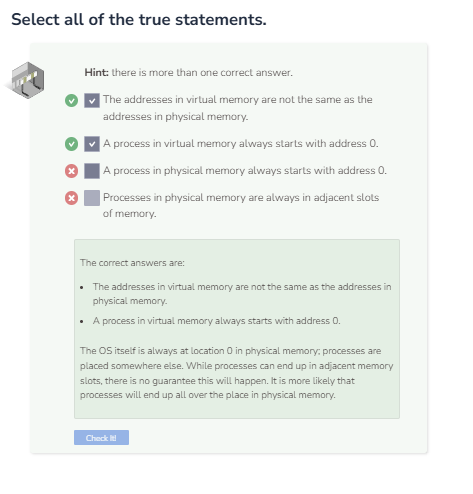 Select all of the true statements.
Hint: there is more than one correct answer.
The addresses in virtual memory are not the same as the
addresses in physical memory.
A process in virtual memory always starts with address 0.
A process in physical memory always starts with address 0.
Processes in physical memory are always in adjacent slots
of memory.
The correct answers are:
• The addresses in virtual memory are not the same as the addresses in
physical memory.
• A process in virtual memory always starts with address 0.
The OS itself is always at location 0 in physical memory; processes are
placed somewhere else. While processes can end up in adjacent memory
slots, there is no guarantee this will happen. It is more likely that
processes will end up all over the place in physical memory.
Check It!